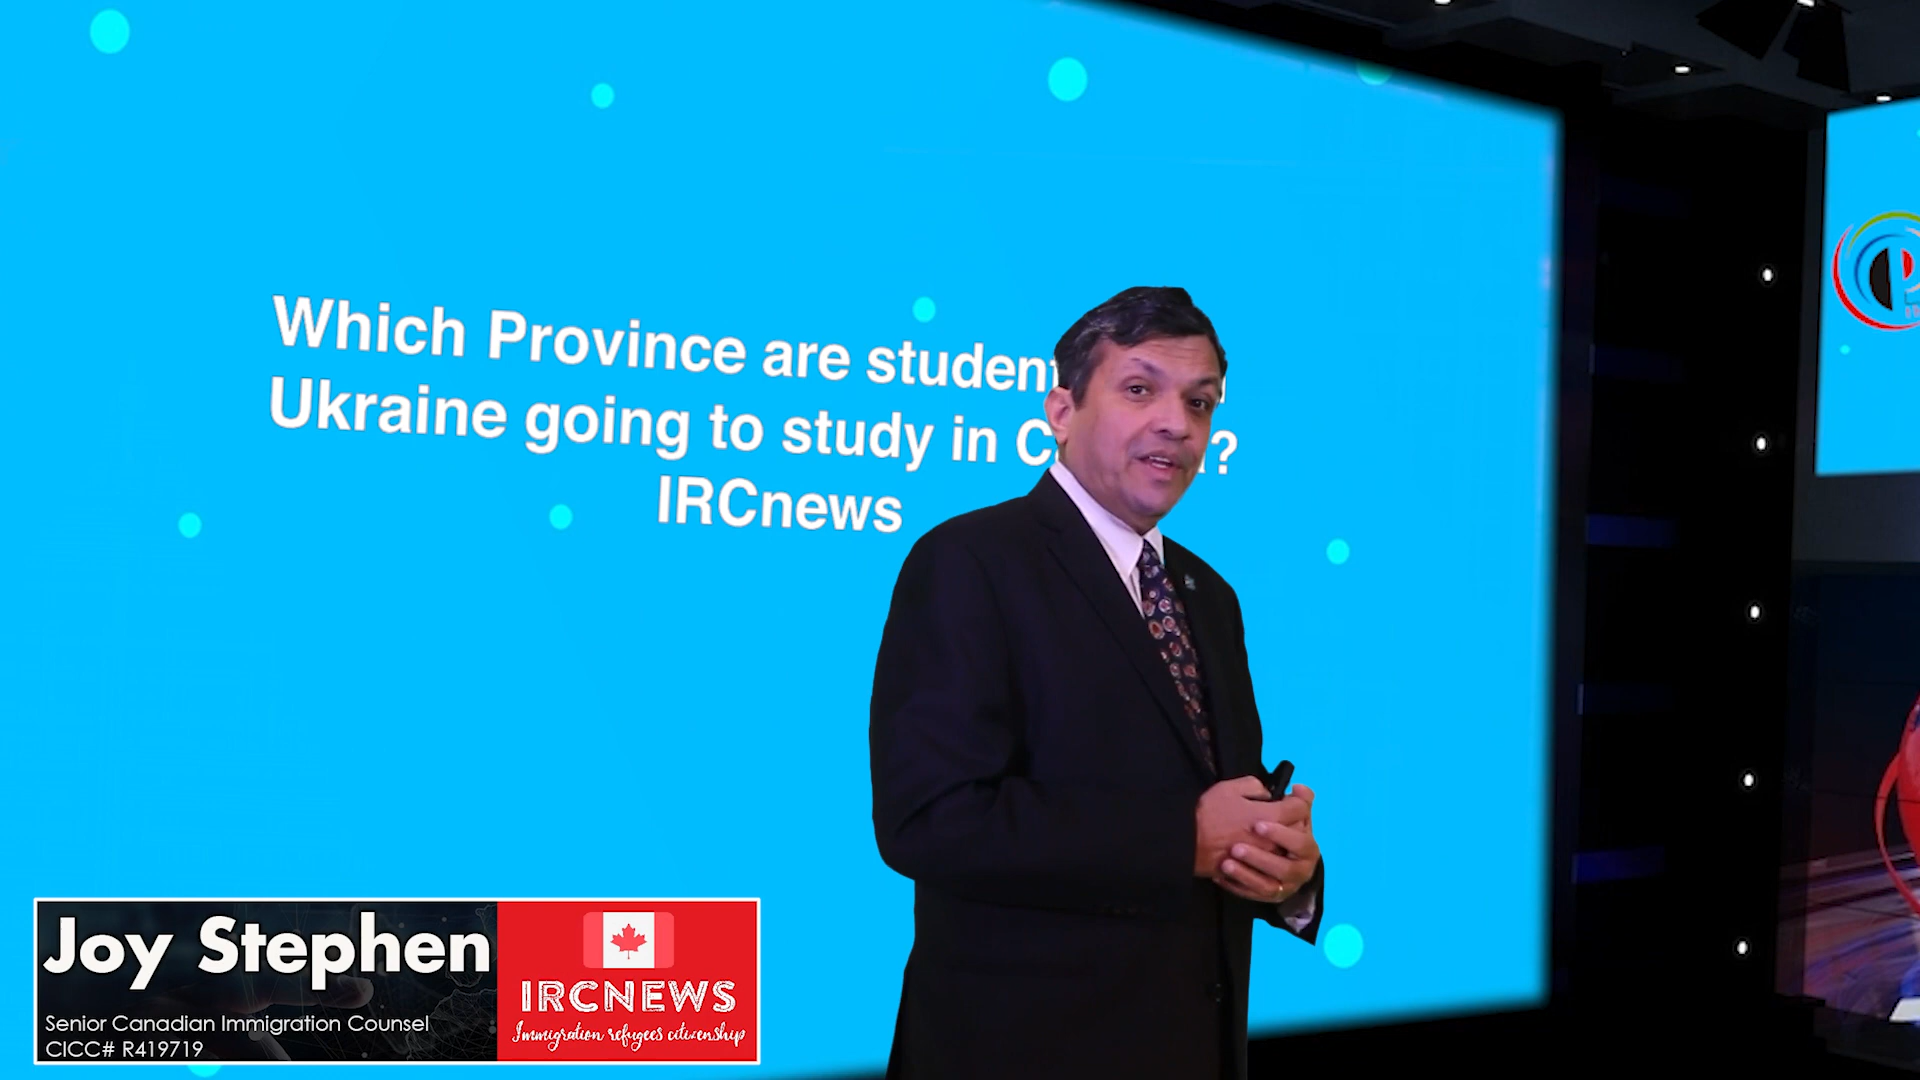 Which Province are student
Ukraine going to study in C ?
IRCnews
Joy Stephen
Senior Canadian Immigration Counsel
CICC# R419719
IRCNEWS
Immigration refugees citizenship